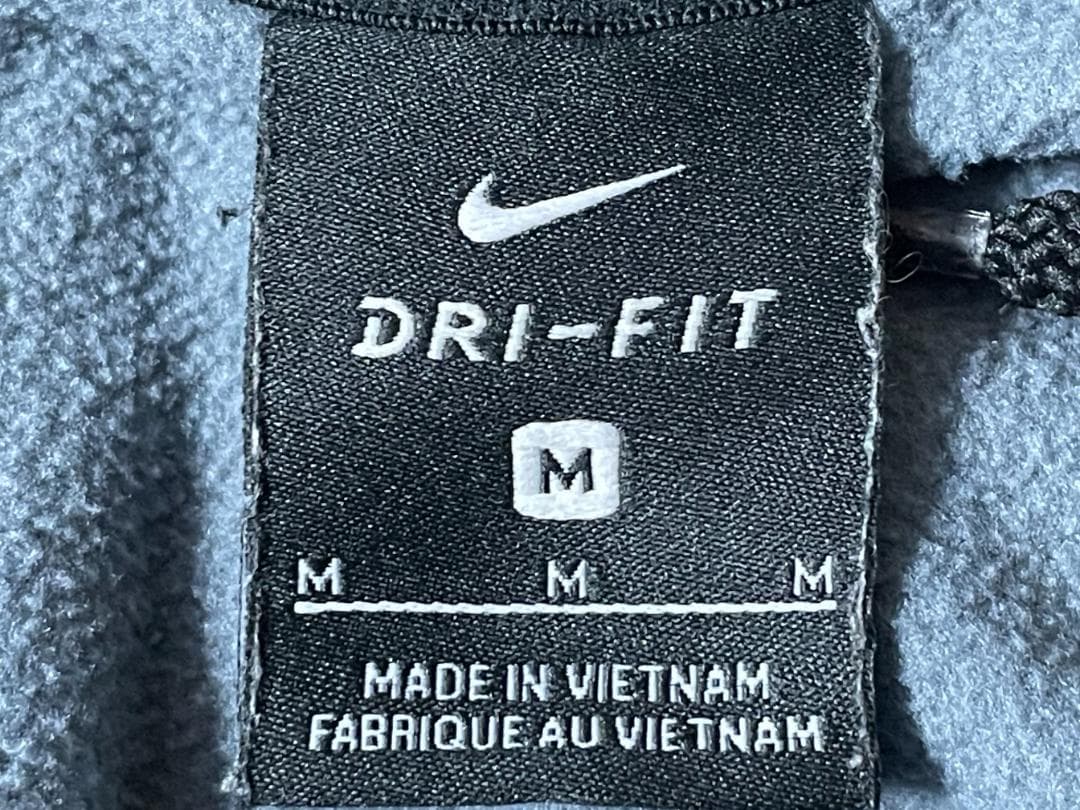 DRI-FIT
M
M M M
MADE IN VIETNAM
FABRIQUE AU VIETNAM